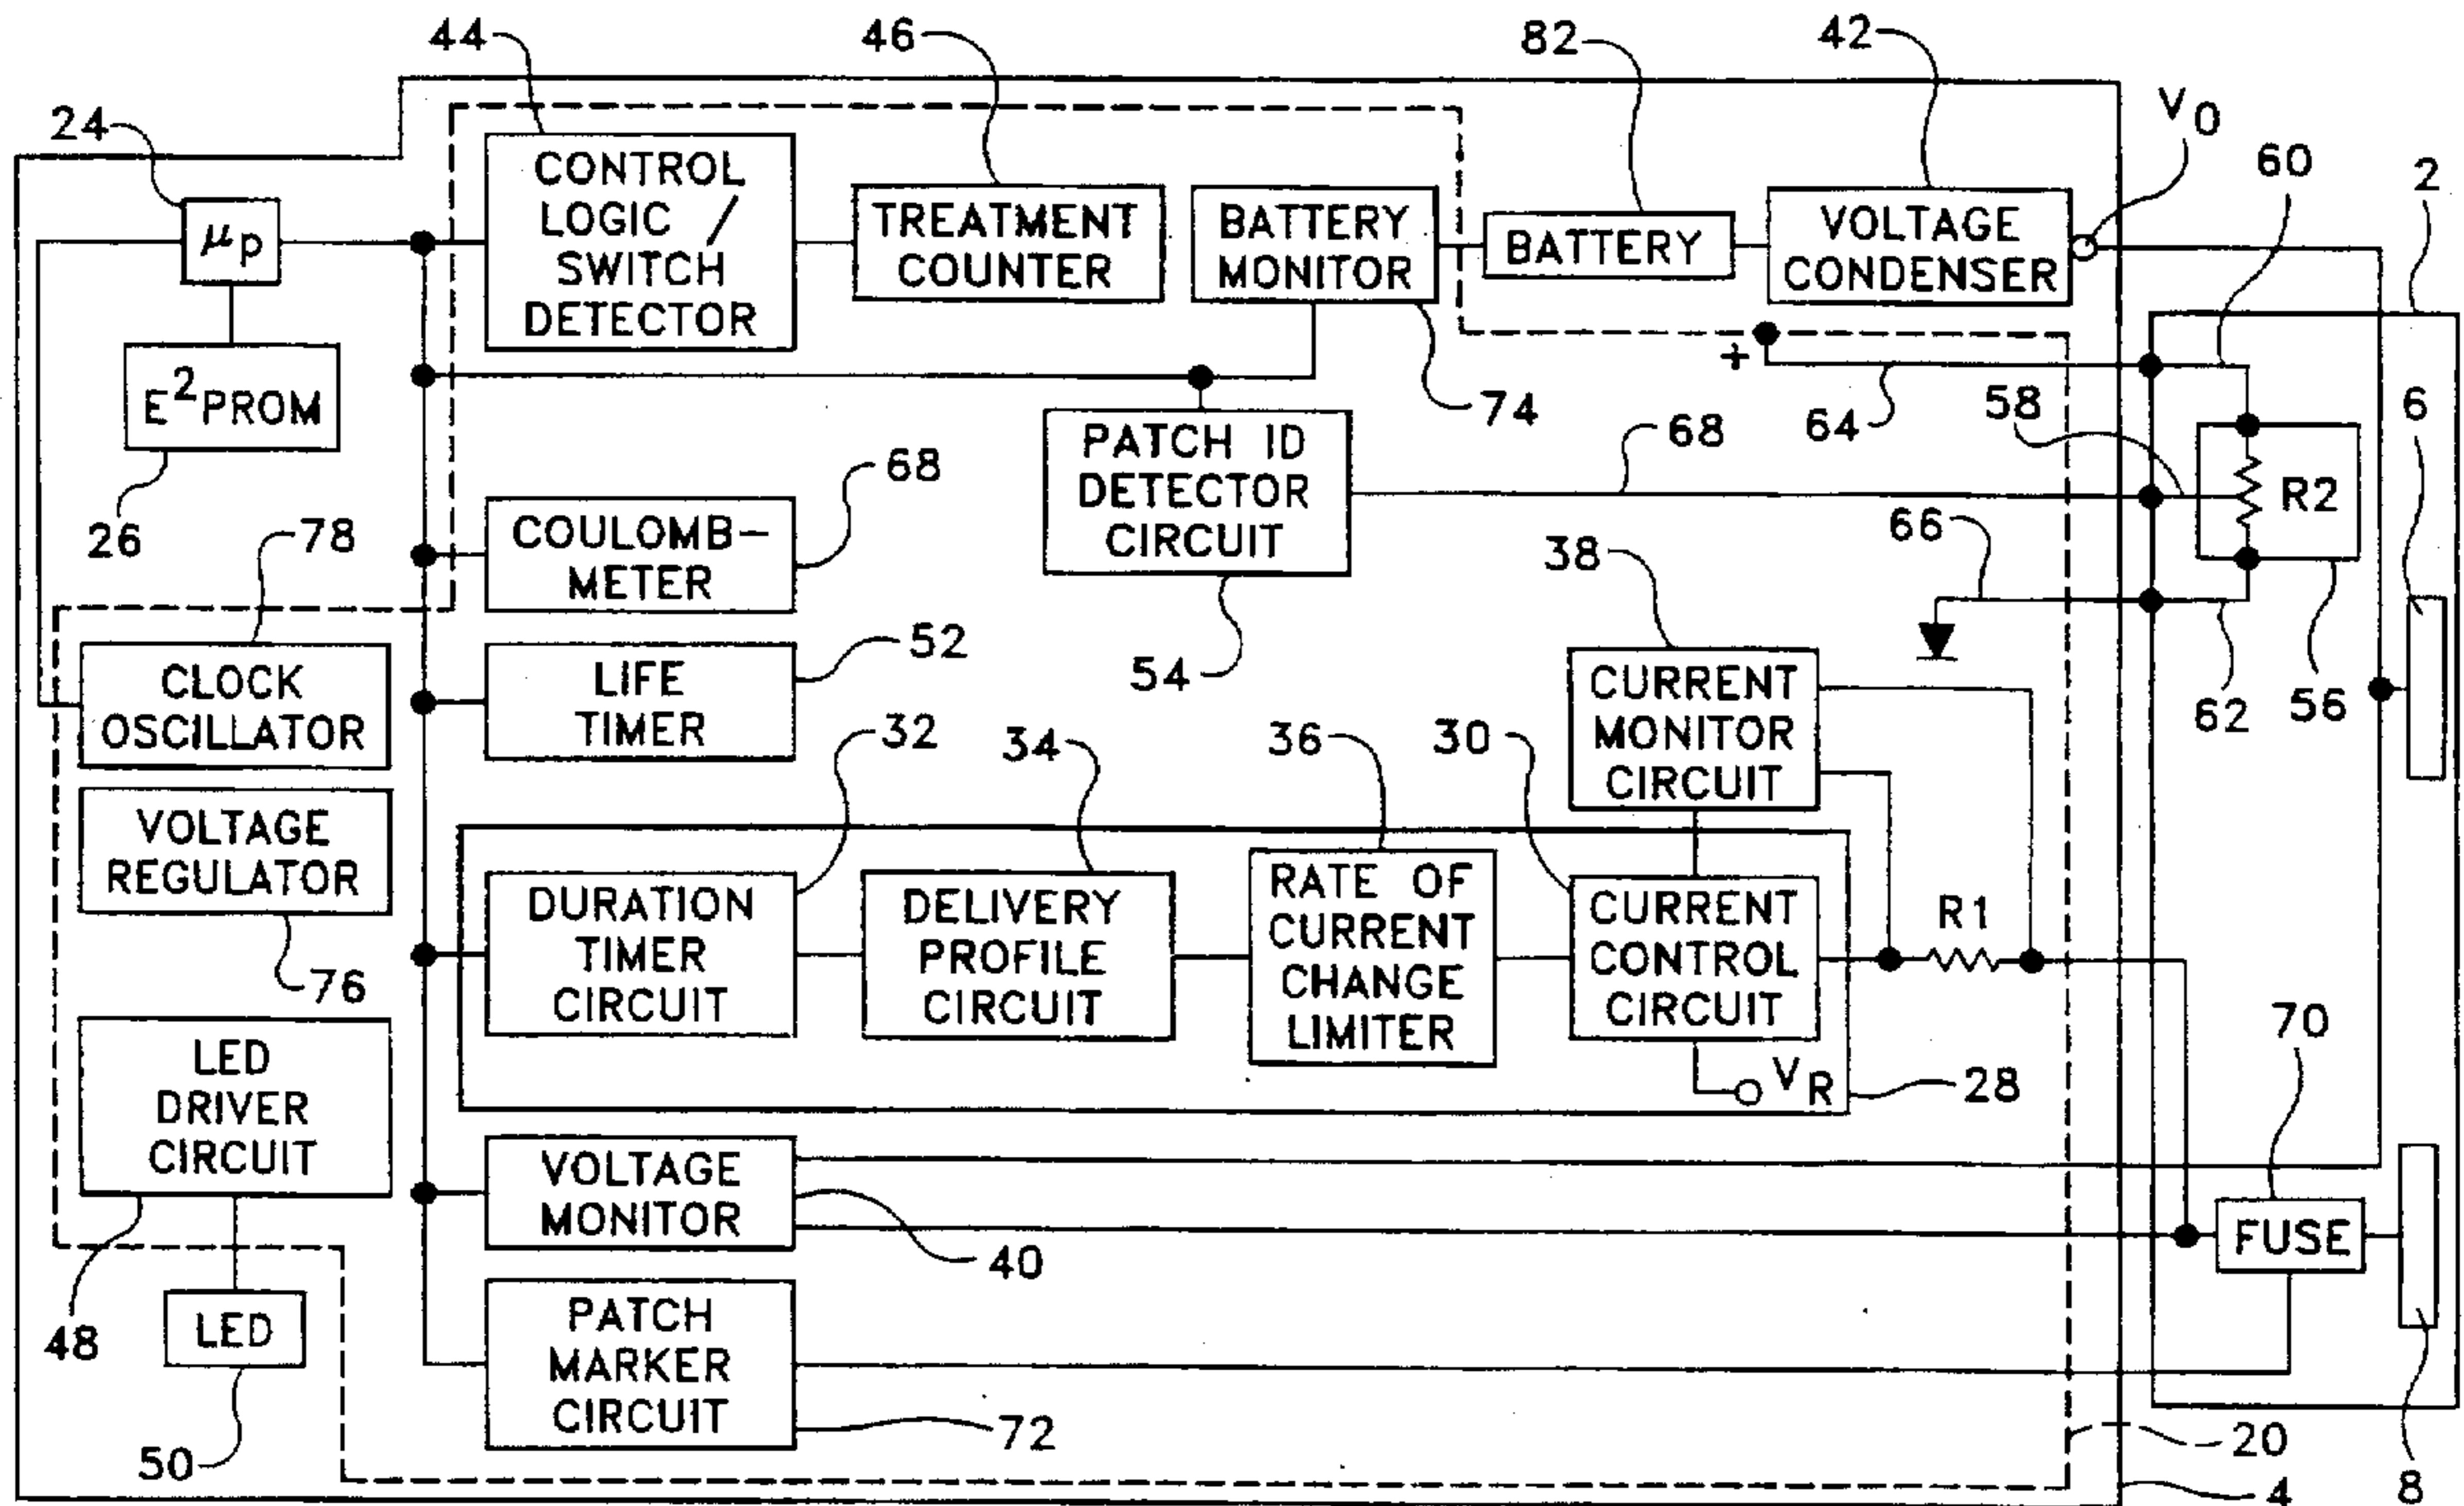 44
46
82
42
V0
24
60
2
CONTROL
LOGIC /
SWITCH
DETECTOR
TREATMENT
COUNTER
BATTERY
MONITOR
BATTERY
VOLTAGE
CONDENSER
μp
E2PROM
26
+
64
74
58
6
PATCH ID
DETECTOR
CIRCUIT
68
R2
COULOMB-
METER
68
66
78
38
54
62
56
CLOCK
OSCILLATOR
LIFE
TIMER
52
CURRENT
MONITOR
CIRCUIT
32
34
36
30
VOLTAGE
REGULATOR
76
DURATION
TIMER
CIRCUIT
DELIVERY
PROFILE
CIRCUIT
RATE OF
CURRENT
CHANGE
LIMITER
CURRENT
CONTROL
CIRCUIT
R1
VR
28
70
LED
DRIVER
CIRCUIT
48
VOLTAGE
MONITOR
40
FUSE
LED
50
PATCH
MARKER
CIRCUIT
72
20
4
8